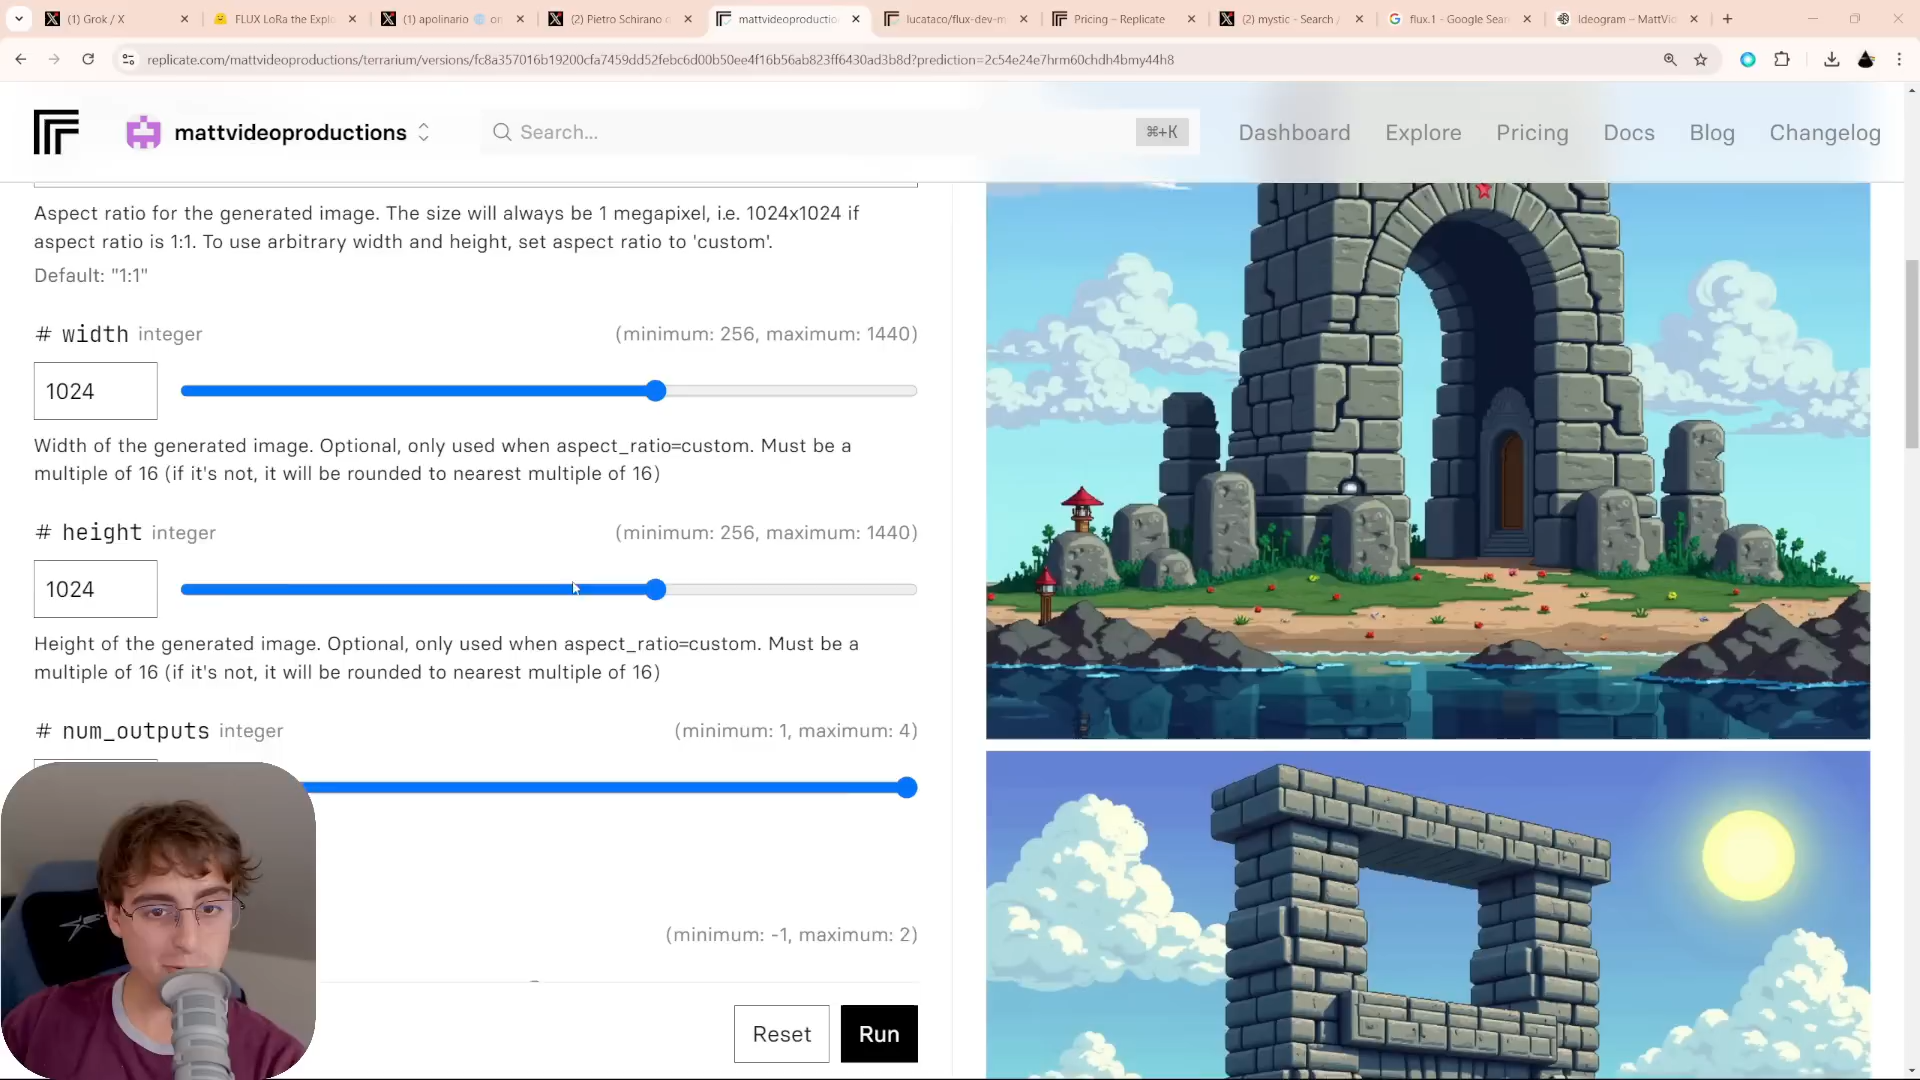 (1) Grok / X
FLUX LoRa the Explo
(1) apolinario
on
(2) Pietro Schirano
mattvideoproductio
lucataco/flux-dev-m
Pricing – Replicate
(2) mystic - Search /
flux.1 - Google Sear
Ideogram – MattVi
replicate.com/mattvideoproductions/terrarium/versions/fc8a357016b19200cfa7459dd52febc6d00b50ee4f16b56ab823ff6430ad3b8d?prediction=2c54e24e7hrm60chdh4bmy44h8
mattvideoproductions
Search...
⌘+K
Dashboard
Explore
Pricing
Docs
Blog
Changelog
Aspect ratio for the generated image. The size will always be 1 megapixel, i.e. 1024x1024 if
aspect ratio is 1:1. To use arbitrary width and height, set aspect ratio to 'custom'.
Default: "1:1"
# width integer
(minimum: 256, maximum: 1440)
1024
Width of the generated image. Optional, only used when aspect_ratio=custom. Must be a
multiple of 16 (if it's not, it will be rounded to nearest multiple of 16)
# height integer
(minimum: 256, maximum: 1440)
1024
Height of the generated image. Optional, only used when aspect_ratio=custom. Must be a
multiple of 16 (if it's not, it will be rounded to nearest multiple of 16)
# num_outputs integer
(minimum: 1, maximum: 4)
(minimum: -1, maximum: 2)
Reset
Run